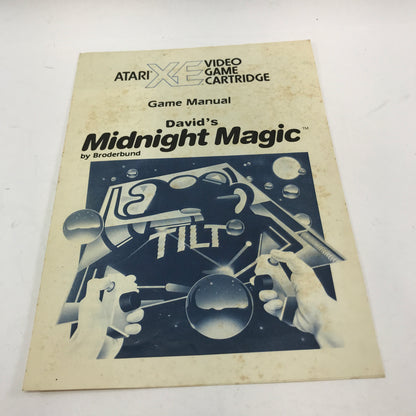 ATARI XE VIDEO
GAME
CARTRIDGE
Game Manual
David's
Midnight Magic™
by Broderbund
TILT